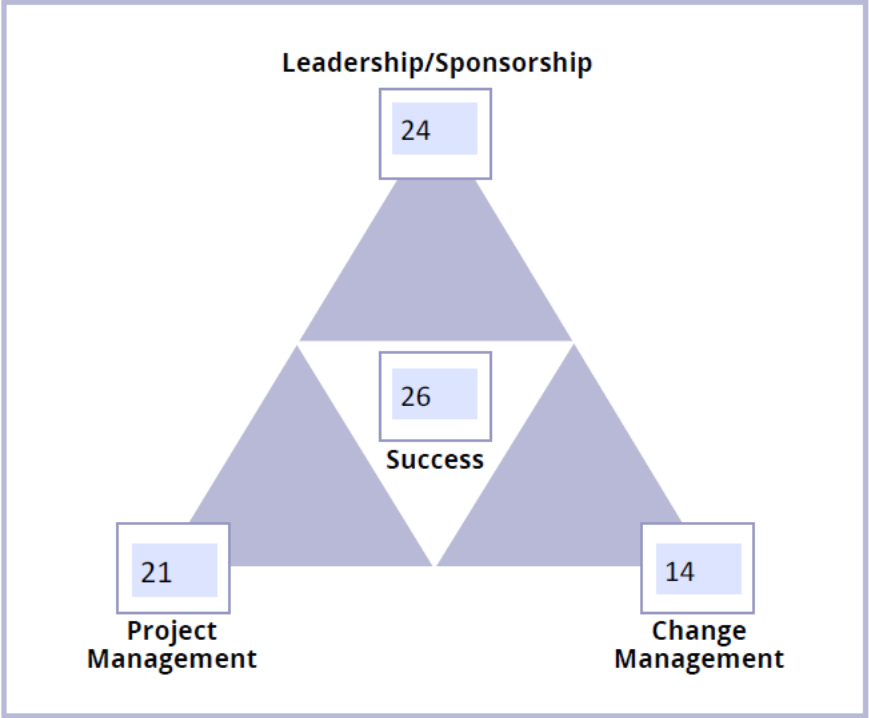 Leadership/Sponsorship
24
26
Success
21
14
Project
Management
Change
Management